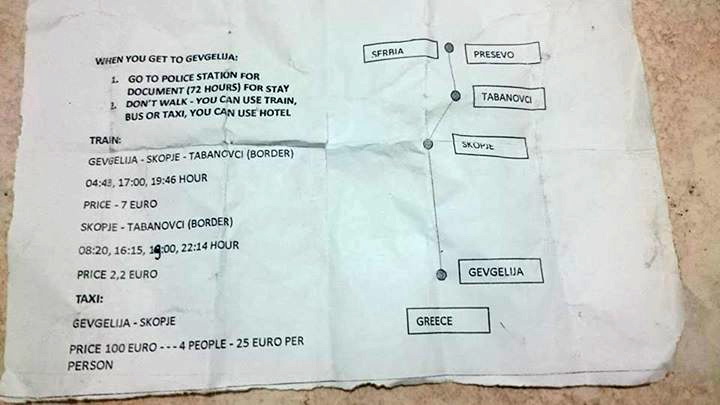 WHEN YOU GET TO GEVGELIJA:
1. GO TO POLICE STATION FOR
DOCUMENT (72 HOURS) FOR STAY
2. DON'T WALK - YOU CAN USE TRAIN,
BUS OR TAXI, YOU CAN USE HOTEL
TRAIN:
GEVGELIJA - SKOPJE - TABANOVCI (BORDER)
04:43, 17:00, 19:46 HOUR
PRICE - 7 EURO
SKOPJE - TABANOVCI (BORDER)
08:20, 16:15, 19:00, 22:14 HOUR
PRICE 2,2 EURO
TAXI:
GEVGELIJA - SKOPJE
PRICE 100 EURO - - - 4 PEOPLE - 25 EURO PER
PERSON
SERBIA
PRESEVO
TABANOVCI
SKOPJE
GEVGELIJA
GREECE